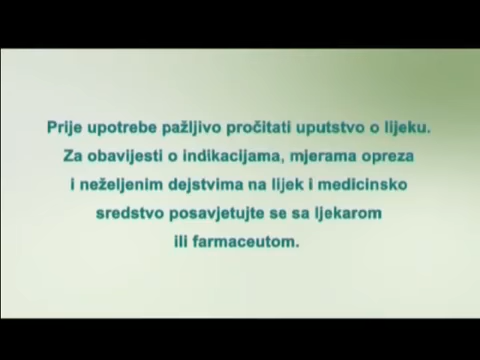 Prije upotrebe pažljivo pročitati uputstvo o lijeku.
Za obavijesti o indikacijama, mjerama opreza
i neželjenim dejstvima na lijek i medicinsko
sredstvo posavjetujte se sa ljekarom
ili farmaceutom.